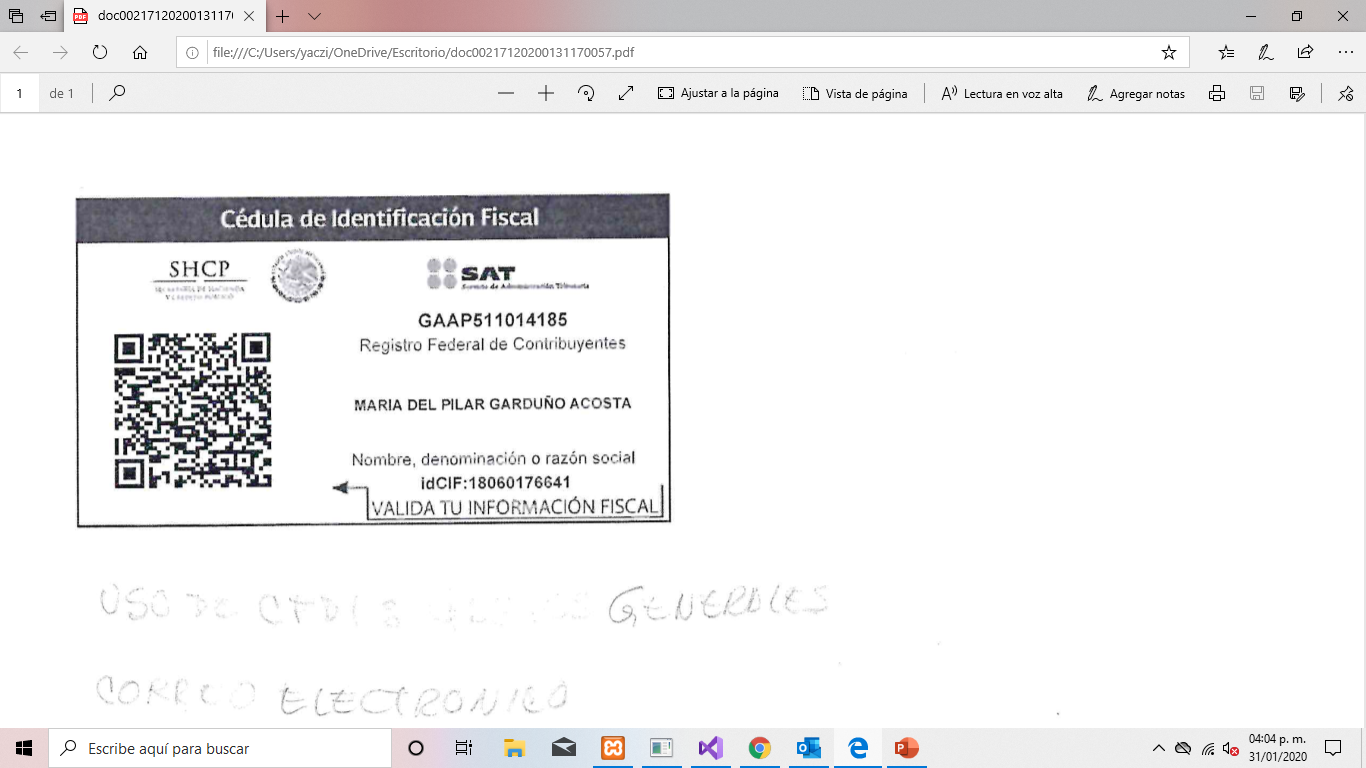 doc00217120200131170
file:///C:/Users/yaczi/OneDrive/Escritorio/doc00217120200131170057.pdf
1 de 1 Ajustar a la página Vista de página Lectura en voz alta Agregar notas
Cédula de Identificación Fiscal
SHCP
SECRETARÍA DE HACIENDA
Y CRÉDITO PÚBLICO
SAT
Servicio de Administración Tributaria
GAAP511014185
Registro Federal de Contribuyentes
MARIA DEL PILAR GARDUÑO ACOSTA
Nombre, denominación o razón social
idCIF:18060176641
VALIDA TU INFORMACIÓN FISCAL
USO DE CFDI GENERALES
CORREO ELECTRONICO
Escribe aquí para buscar
04:04 p. m.
31/01/2020